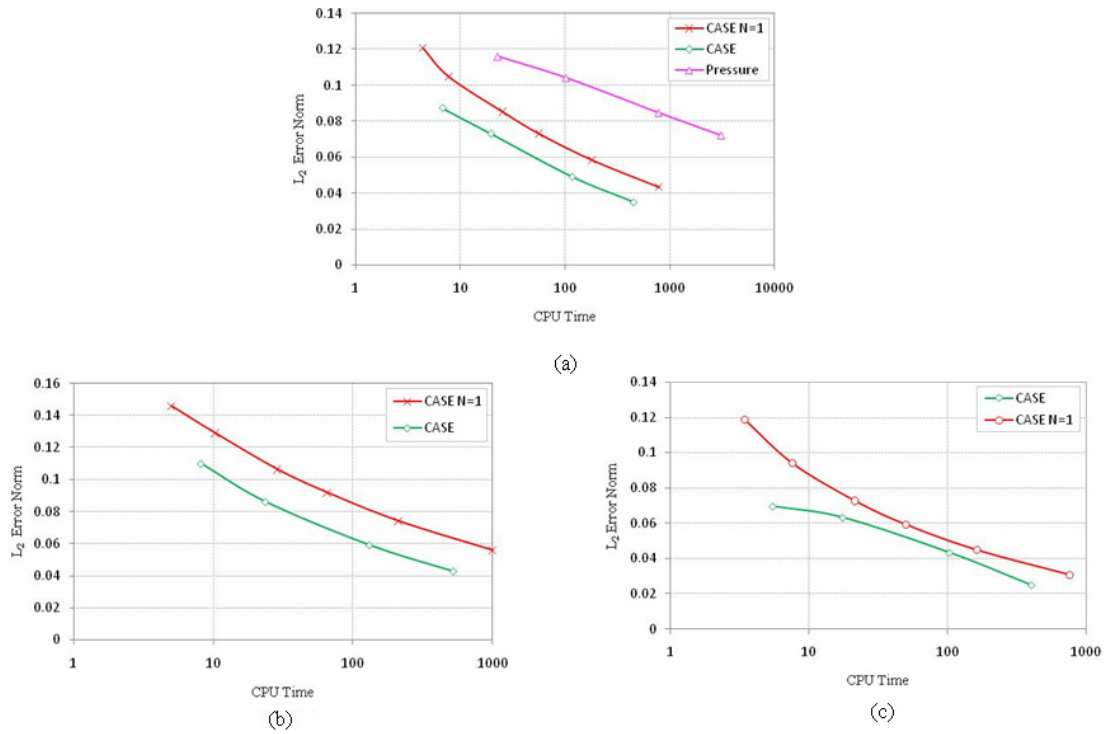 0.14
0.12
0.1
0.08
0.06
0.04
0.02
0
L2 Error Norm
1 10 100 1000 10000
CPU Time
CASE N=1
CASE
Pressure
(a)
0.16
0.14
0.12
0.1
0.08
0.06
0.04
0.02
0
L2 Error Norm
1 10 100 1000
CPU Time
CASE N=1
CASE
(b)
0.14
0.12
0.1
0.08
0.06
0.04
0.02
0
L2 Error Norm
1 10 100 1000
CPU Time
CASE
CASE N=1
(c)